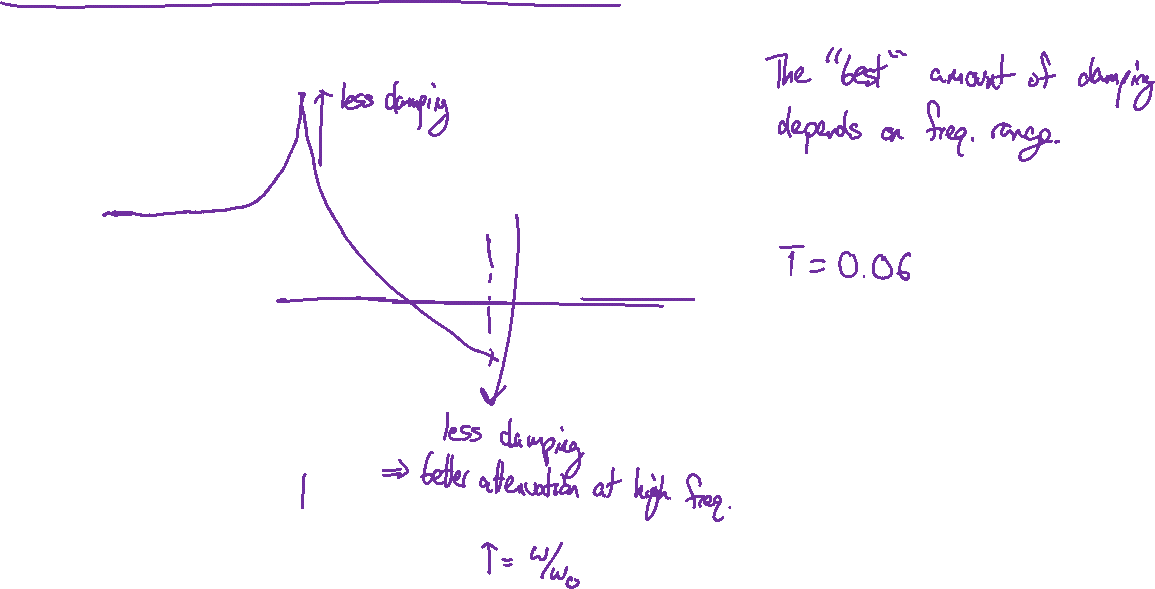 The "best" amount of damping
depends on freq. range.
less damping
T = 0.06
less damping
⇒ better attenuation at high freq.
1
↑ = ω/ω₀